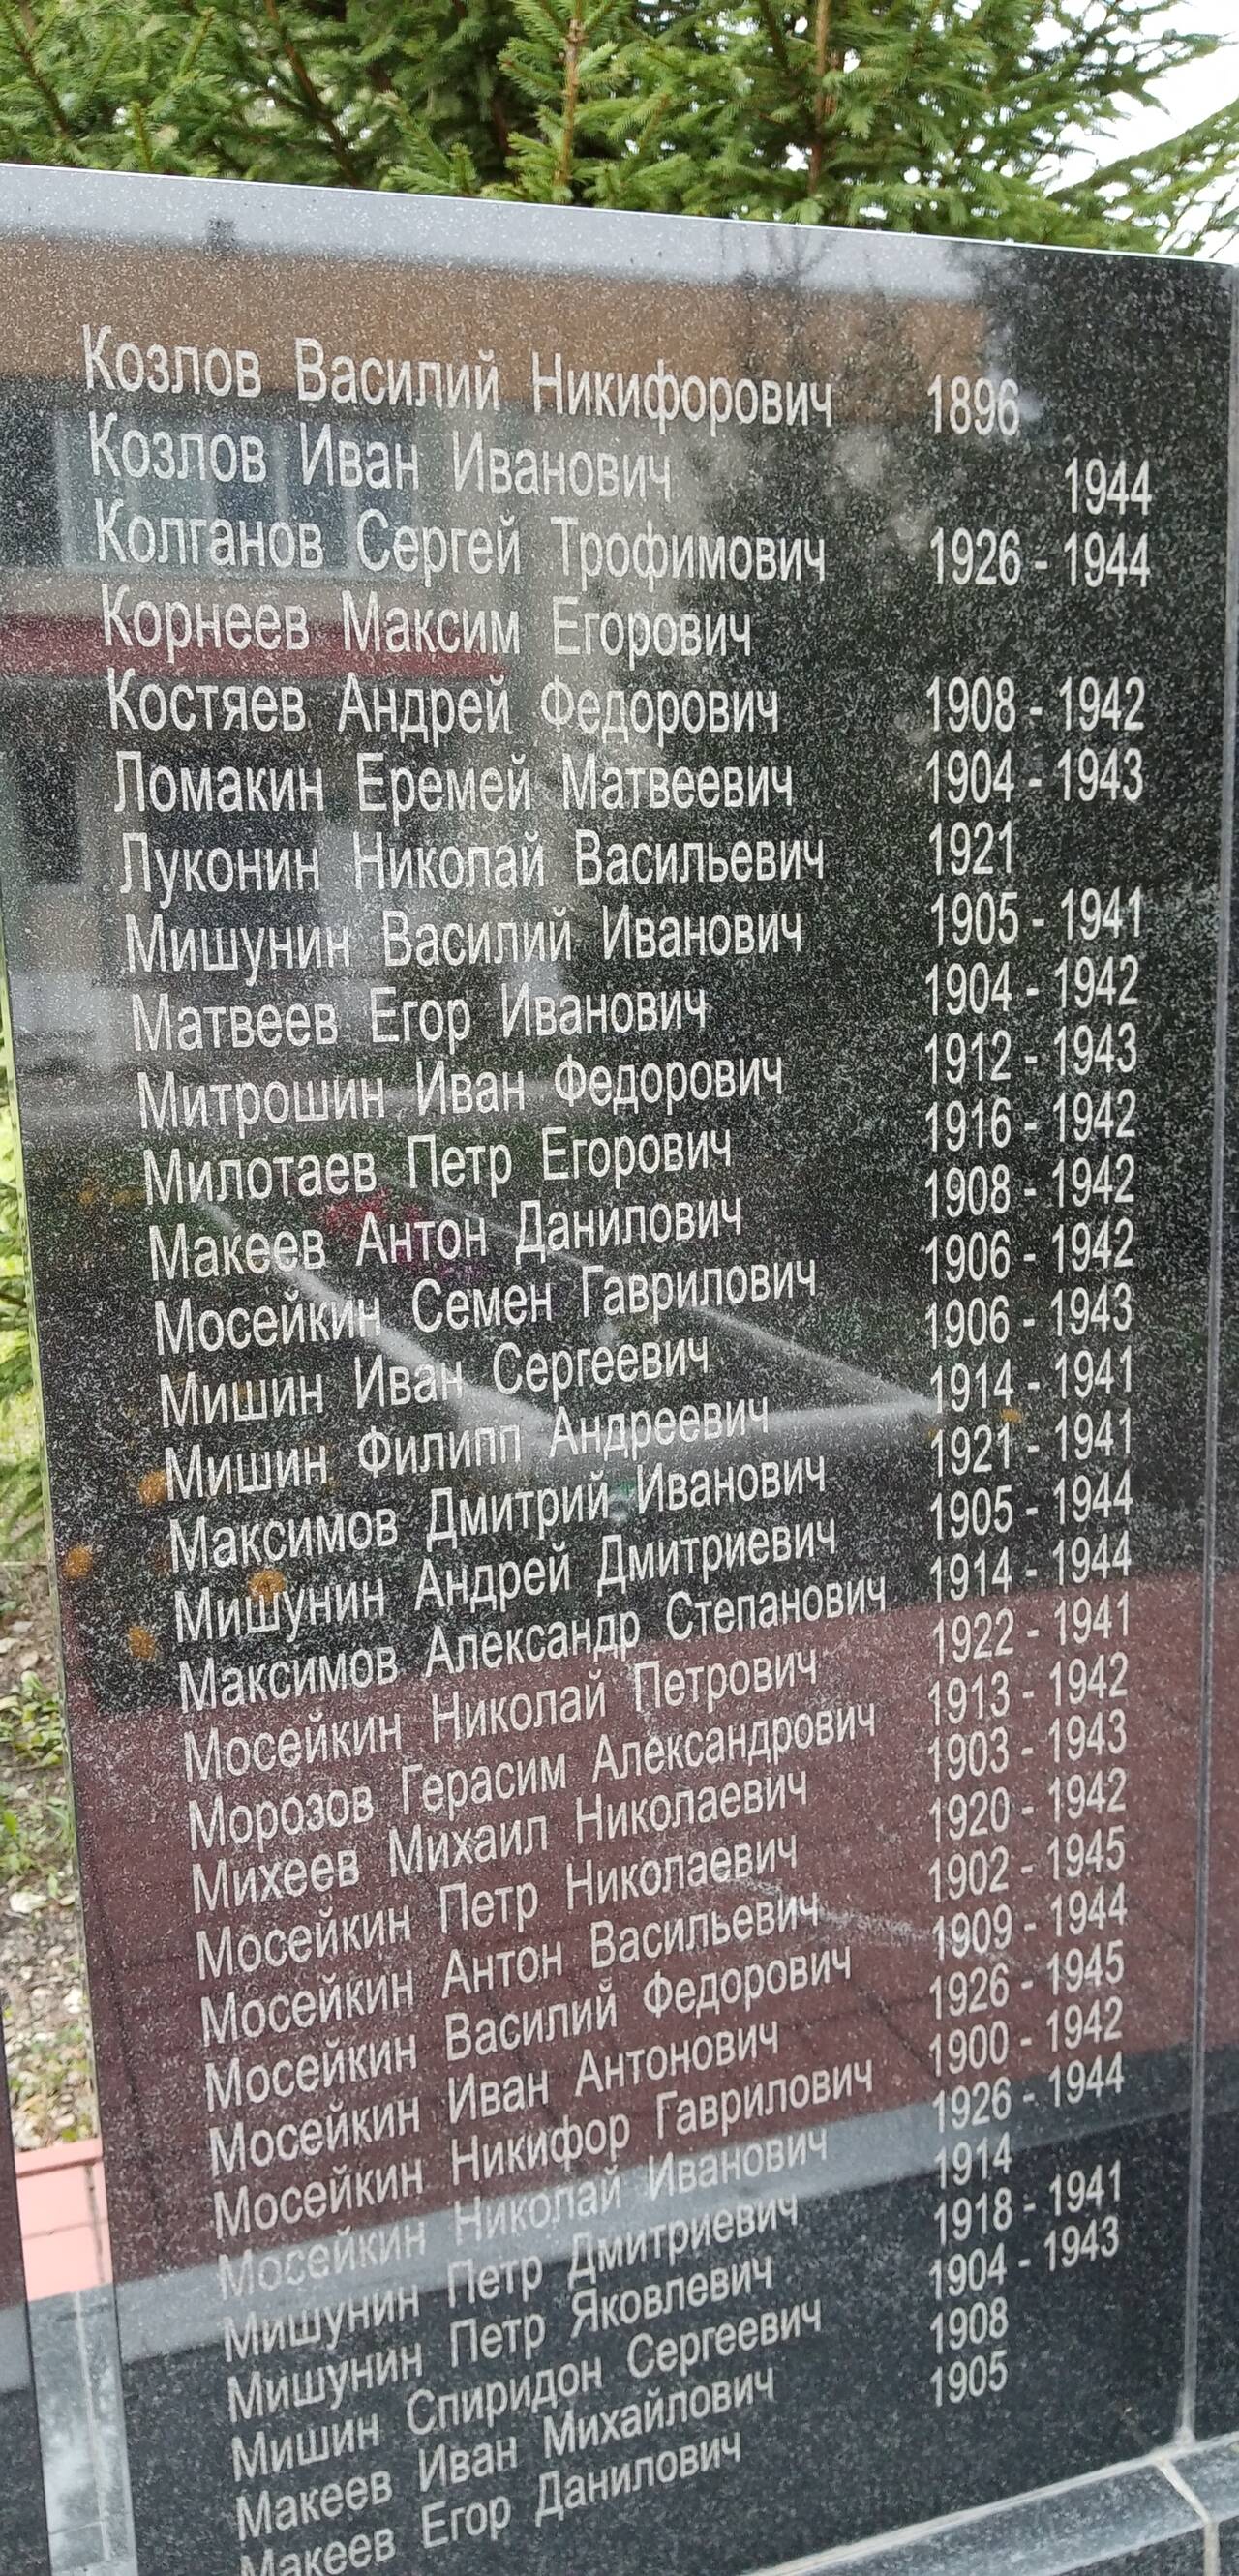 Козлов Василий Никифорович 1896
Козлов Иван Иванович 1944
Колганов Сергей Трофимович 1926 - 1944
Корнеев Максим Егорович
Костяев Андрей Федорович 1908 - 1942
Ломакин Еремей Матвеевич 1904 - 1943
Луконин Николай Васильевич 1921
Мишунин Василий Иванович 1905 - 1941
Матвеев Егор Иванович 1904 - 1942
Митрошин Иван Федорович 1912 - 1943
Милотаев Петр Егорович 1916 - 1942
Макеев Антон Данилович 1908 - 1942
Мосейкин Семен Гаврилович 1906 - 1942
Мишин Иван Сергеевич 1906 - 1943
Мишин Филипп Андреевич 1914 - 1941
Максимов Дмитрий Иванович 1921 - 1941
Мишунин Андрей Дмитриевич 1905 - 1944
Максимов Александр Степанович 1914 - 1944
Мосейкин Николай Петрович 1922 - 1941
Морозов Герасим Александрович 1913 - 1942
Михеев Михаил Николаевич 1903 - 1943
Мосейкин Петр Николаевич 1920 - 1942
Мосейкин Антон Васильевич 1902 - 1945
Мосейкин Василий Федорович 1909 - 1944
Мосейкин Иван Антонович 1926 - 1945
Мосейкин Никифор Гаврилович 1900 - 1942
Мосейкин Николай Иванович 1926 - 1944
Мишунин Петр Дмитриевич 1914
Мишунин Петр Яковлевич 1918 - 1941
Мишин Спиридон Сергеевич 1904 - 1943
Макеев Иван Михайлович 1908
Макеев Егор Данилович 1905